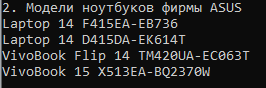 2. Модели ноутбуков фирмы ASUS
Laptop 14 F415EA-EB736
Laptop 14 D415DA-EK614T
VivoBook Flip 14 TM420UA-EC063T
VivoBook 15 X513EA-BQ2370W